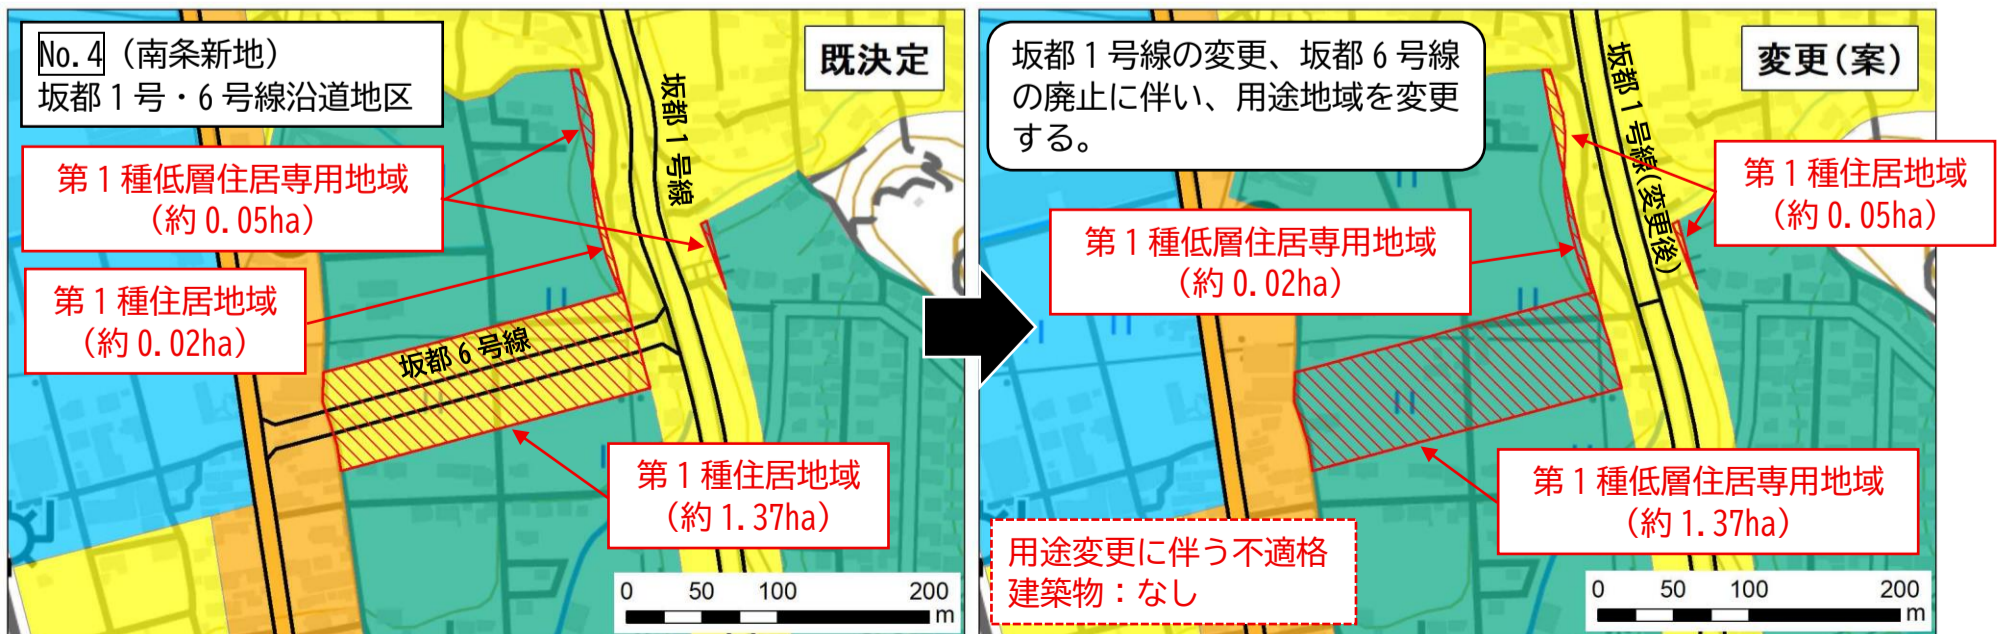 No.4（南条新地）
坂都１号・６号線沿道地区
既決定
坂都１号線
第１種低層住居専用地域
（約 0.05ha）
第１種住居地域
（約 0.02ha）
坂都６号線
第１種住居地域
（約 1.37ha）
0 50 100 200
m
坂都１号線の変更、坂都６号線
の廃止に伴い、用途地域を変更
する。
変更（案）
坂都１号線（変更後）
第１種住居地域
（約 0.05ha）
第１種低層住居専用地域
（約 0.02ha）
第１種低層住居専用地域
（約 1.37ha）
用途変更に伴う不適格
建築物：なし
0 50 100 200
m